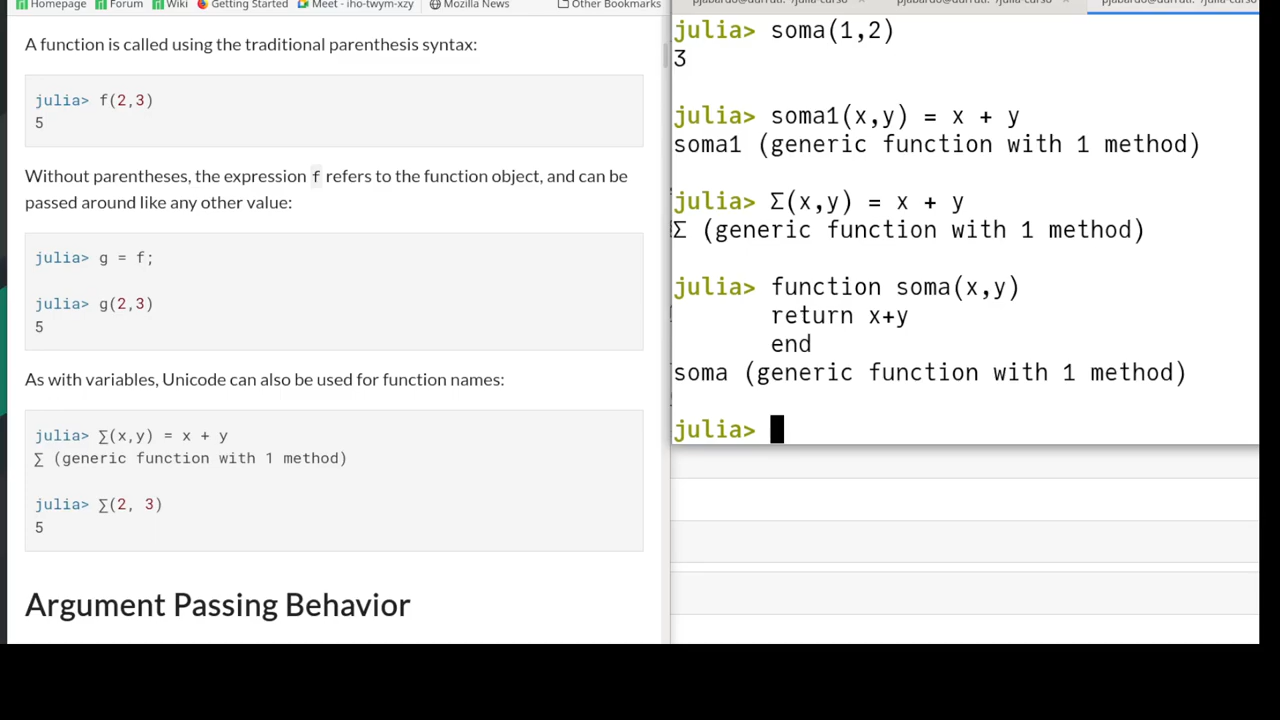 Homepage Forum Wiki Getting Started Meet - iho-twym-xzy Mozilla News Other Bookmarks
A function is called using the traditional parenthesis syntax:
julia> f(2,3)
5
Without parentheses, the expression f refers to the function object, and can be
passed around like any other value:
julia> g = f;
julia> g(2,3)
5
As with variables, Unicode can also be used for function names:
julia> ∑(x,y) = x + y
∑ (generic function with 1 method)
julia> ∑(2, 3)
5
Argument Passing Behavior
julia> soma(1,2)
3
julia> soma1(x,y) = x + y
soma1 (generic function with 1 method)
julia> Σ(x,y) = x + y
Σ (generic function with 1 method)
julia> function soma(x,y)
return x+y
end
soma (generic function with 1 method)
julia>